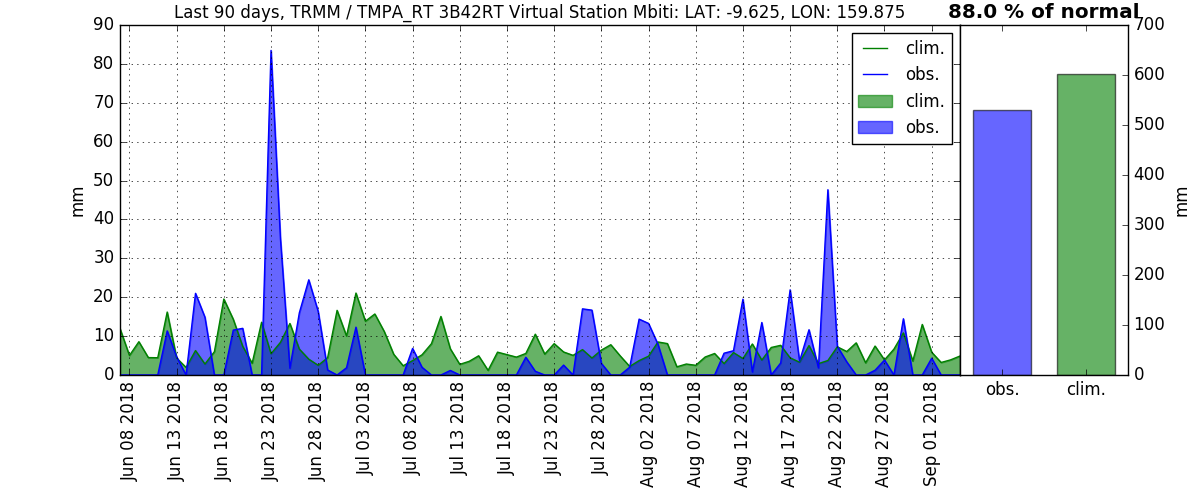 Last 90 days, TRMM / TMPA_RT 3B42RT Virtual Station Mbiti: LAT: -9.625, LON: 159.875
88.0 % of normal
90
80
70
60
50
40
30
20
10
0
mm
clim.
obs.
clim.
obs.
Jun 08 2018
Jun 13 2018
Jun 18 2018
Jun 23 2018
Jun 28 2018
Jul 03 2018
Jul 08 2018
Jul 13 2018
Jul 18 2018
Jul 23 2018
Jul 28 2018
Aug 02 2018
Aug 07 2018
Aug 12 2018
Aug 17 2018
Aug 22 2018
Aug 27 2018
Sep 01 2018
700
600
500
400
300
200
100
0
mm
obs.
clim.